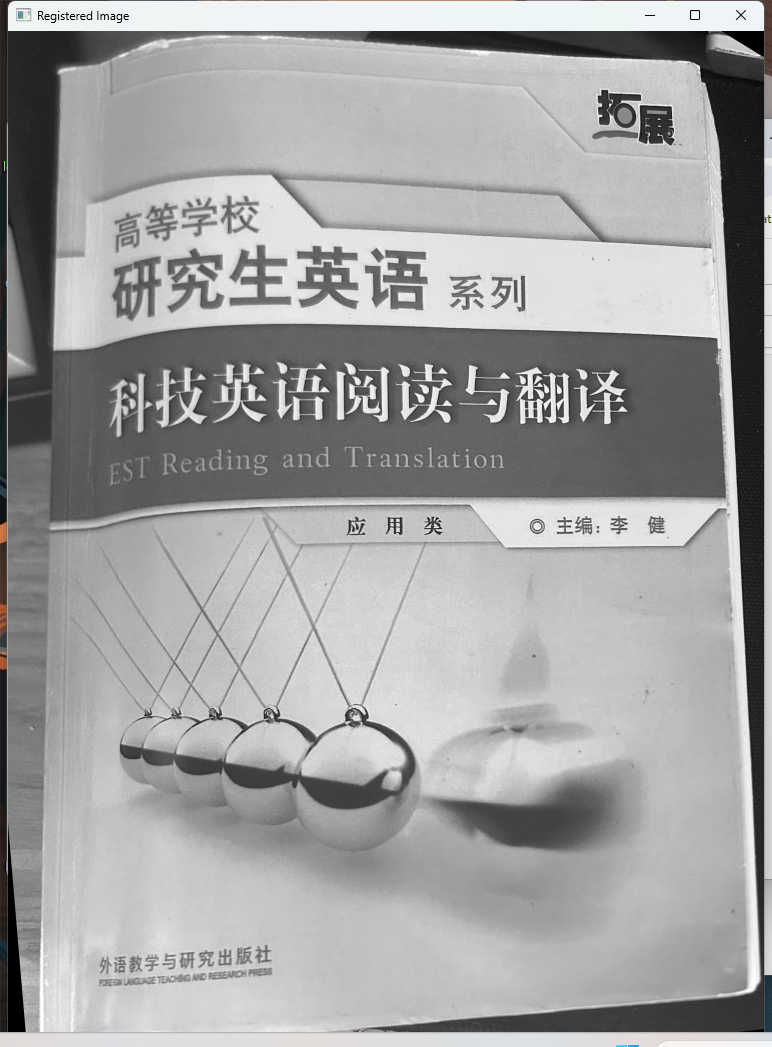 Registered Image
拓展
高等学校
研究生英语 系列
科技英语阅读与翻译
EST Reading and Translation
应用类
◎ 主编：李 健
外语教学与研究出版社
FOREIGN LANGUAGE TEACHING AND RESEARCH PRESS